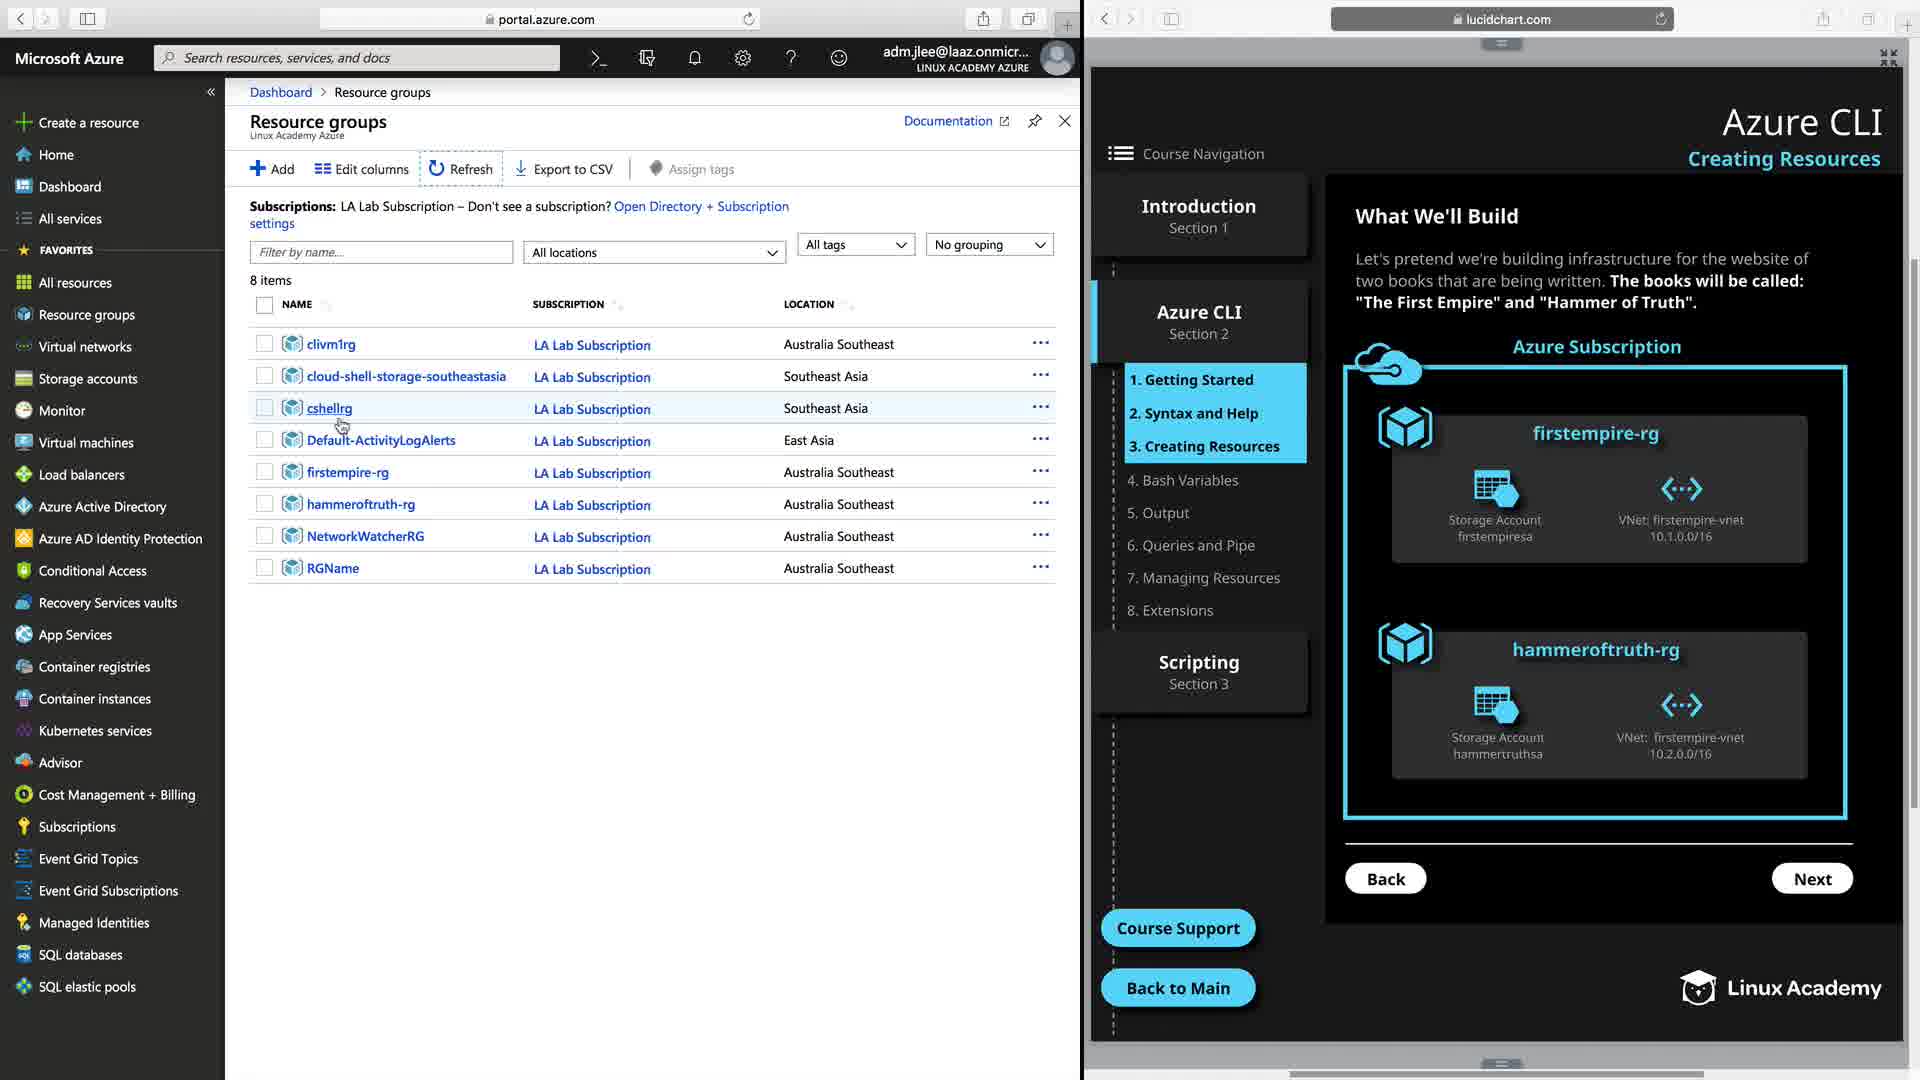 portal.azure.com
Microsoft Azure
Search resources, services, and docs
adm.jlee@laaz.onmicr...
LINUX ACADEMY AZURE
Create a resource
Home
Dashboard
All services
FAVORITES
All resources
Resource groups
Virtual networks
Storage accounts
Monitor
Virtual machines
Load balancers
Azure Active Directory
Azure AD Identity Protection
Conditional Access
Recovery Services vaults
App Services
Container registries
Container instances
Kubernetes services
Advisor
Cost Management + Billing
Subscriptions
Event Grid Topics
Event Grid Subscriptions
Managed Identities
SQL databases
SQL elastic pools
Dashboard > Resource groups
Resource groups
Linux Academy Azure
Documentation
Add Edit columns Refresh Export to CSV Assign tags
Subscriptions: LA Lab Subscription – Don't see a subscription? Open Directory + Subscription
settings
Filter by name... All locations All tags No grouping
8 items
NAME SUBSCRIPTION LOCATION
clivm1rg LA Lab Subscription Australia Southeast ...
cloud-shell-storage-southeastasia LA Lab Subscription Southeast Asia ...
cshellrg LA Lab Subscription Southeast Asia ...
Default-ActivityLogAlerts LA Lab Subscription East Asia ...
firstempire-rg LA Lab Subscription Australia Southeast ...
hammeroftruth-rg LA Lab Subscription Australia Southeast ...
NetworkWatcherRG LA Lab Subscription Australia Southeast ...
RGName LA Lab Subscription Australia Southeast ...
lucidchart.com
Azure CLI
Creating Resources
Course Navigation
Introduction
Section 1
Azure CLI
Section 2
1. Getting Started
2. Syntax and Help
3. Creating Resources
4. Bash Variables
5. Output
6. Queries and Pipe
7. Managing Resources
8. Extensions
Scripting
Section 3
Course Support
Back to Main
What We'll Build
Let's pretend we're building infrastructure for the website of
two books that are being written. The books will be called:
"The First Empire" and "Hammer of Truth".
Azure Subscription
firstempire-rg
Storage Account
firstempiresa
VNet: firstempire-vnet
10.1.0.0/16
hammeroftruth-rg
Storage Account
hammertruthsa
VNet: firstempire-vnet
10.2.0.0/16
Back
Next
Linux Academy